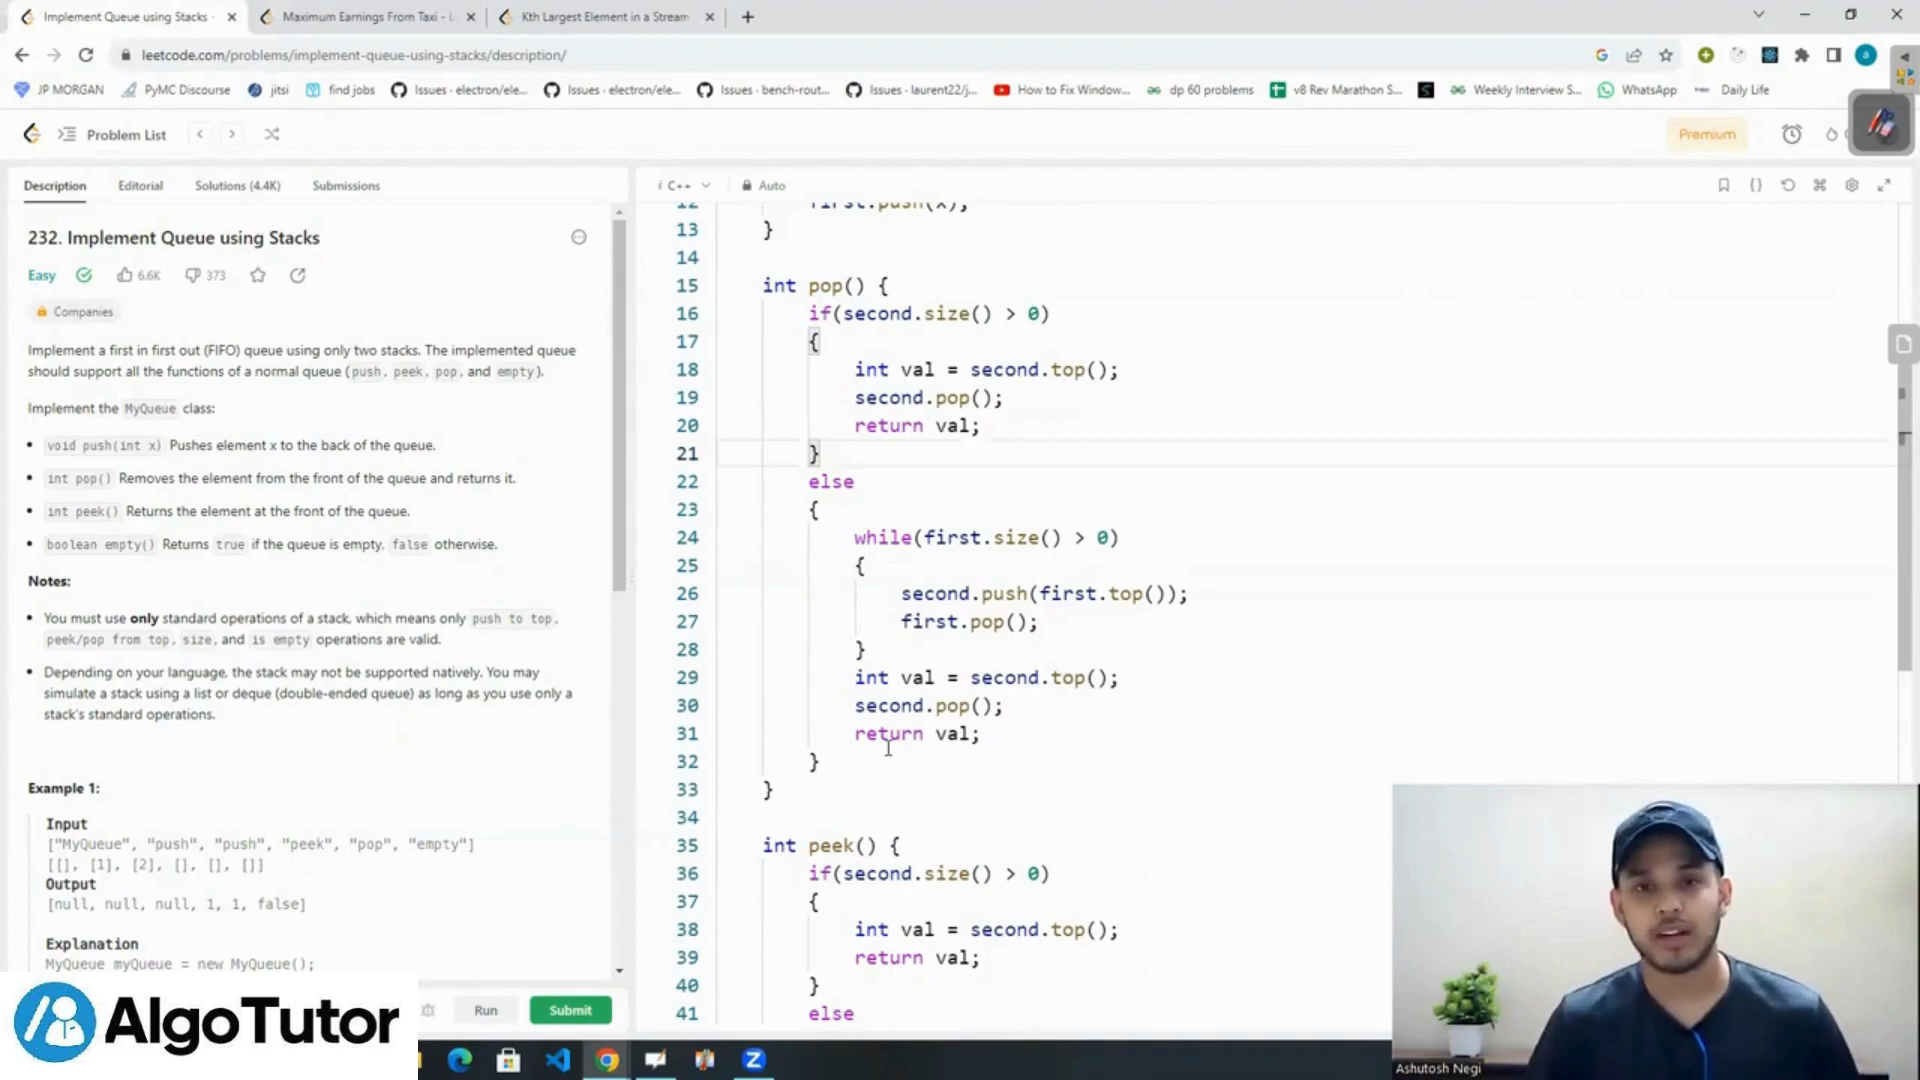 Implement Queue using Stacks -
Maximum Earnings From Taxi - L
Kth Largest Element in a Stream
leetcode.com/problems/implement-queue-using-stacks/description/
JP MORGAN
PyMC Discourse
jitsi
find jobs
Issues · electron/ele...
Issues · electron/ele...
Issues · bench-rout...
Issues · laurent22/j...
How to Fix Window...
dp 60 problems
v8 Rev Marathon S...
Weekly Interview S...
WhatsApp
Daily Life
Problem List
Premium
Description
Editorial
Solutions (4.4K)
Submissions
232. Implement Queue using Stacks
Easy
6.6K
373
Companies
Implement a first in first out (FIFO) queue using only two stacks. The implemented queue
should support all the functions of a normal queue (push, peek, pop, and empty).
Implement the MyQueue class:
• void push(int x) Pushes element x to the back of the queue.
• int pop() Removes the element from the front of the queue and returns it.
• int peek() Returns the element at the front of the queue.
• boolean empty() Returns true if the queue is empty, false otherwise.
Notes:
• You must use only standard operations of a stack, which means only push to top,
peek/pop from top, size, and is empty operations are valid.
• Depending on your language, the stack may not be supported natively. You may
simulate a stack using a list or deque (double-ended queue) as long as you use only a
stack's standard operations.
Example 1:
Input
["MyQueue", "push", "push", "peek", "pop", "empty"]
[[], [1], [2], [], [], []]
Output
[null, null, null, 1, 1, false]
Explanation
MyQueue myQueue = new MyQueue();
Run
Submit
AlgoTutor
i C++
Auto
12 first.push(x);
13 }
14
15 int pop() {
16 if(second.size() > 0)
17 {
18 int val = second.top();
19 second.pop();
20 return val;
21 }
22 else
23 {
24 while(first.size() > 0)
25 {
26 second.push(first.top());
27 first.pop();
28 }
29 int val = second.top();
30 second.pop();
31 return val;
32 }
33 }
34
35 int peek() {
36 if(second.size() > 0)
37 {
38 int val = second.top();
39 return val;
40 }
41 else
Ashutosh Negi